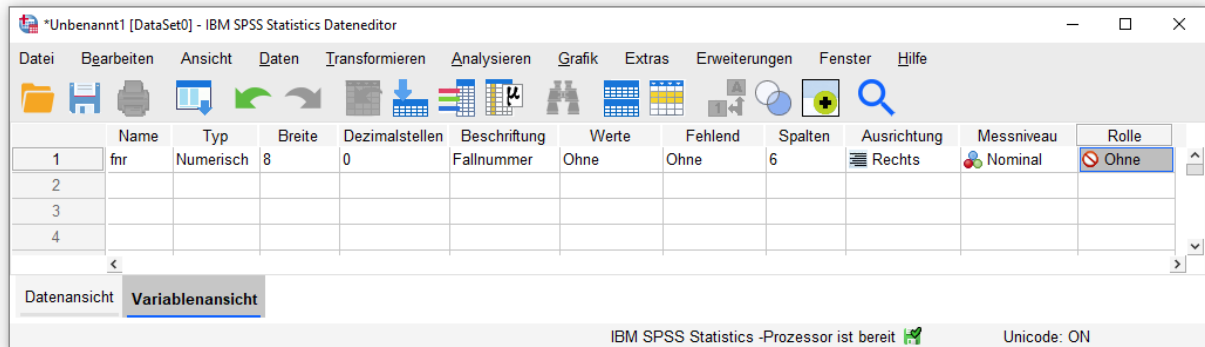 *Unbenannt1 [DataSet0] - IBM SPSS Statistics Dateneditor
Datei Bearbeiten Ansicht Daten Transformieren Analysieren Grafik Extras Erweiterungen Fenster Hilfe
Name Typ Breite Dezimalstellen Beschriftung Werte Fehlend Spalten Ausrichtung Messniveau Rolle
1 fnr Numerisch 8 0 Fallnummer Ohne Ohne 6 Rechts Nominal Ohne
2
3
4
Datenansicht Variablenansicht
IBM SPSS Statistics -Prozessor ist bereit Unicode: ON